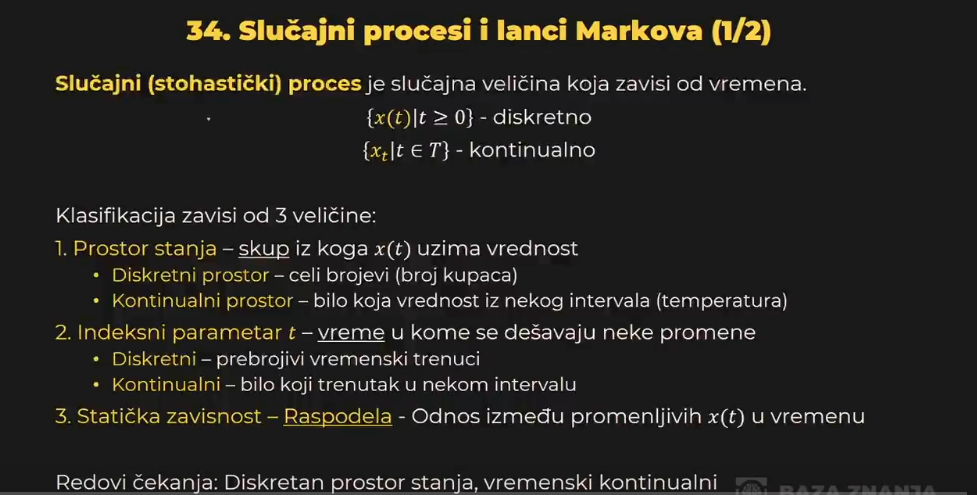 34. Slučajni procesi i lanci Markova (1/2)
Slučajni (stohastički) proces je slučajna veličina koja zavisi od vremena.
{x(t)|t ≥ 0} - diskretno
{xₜ|t ∈ T} - kontinualno
Klasifikacija zavisi od 3 veličine:
1. Prostor stanja – skup iz koga x(t) uzima vrednost
• Diskretni prostor – celi brojevi (broj kupaca)
• Kontinualni prostor – bilo koja vrednost iz nekog intervala (temperatura)
2. Indeksni parametar t – vreme u kome se dešavaju neke promene
• Diskretni – prebrojivi vremenski trenuci
• Kontinualni – bilo koji trenutak u nekom intervalu
3. Statička zavisnost – Raspodela - Odnos između promenljivih x(t) u vremenu
Redovi čekanja: Diskretan prostor stanja, vremenski kontinualni
BAZA ZNANJA